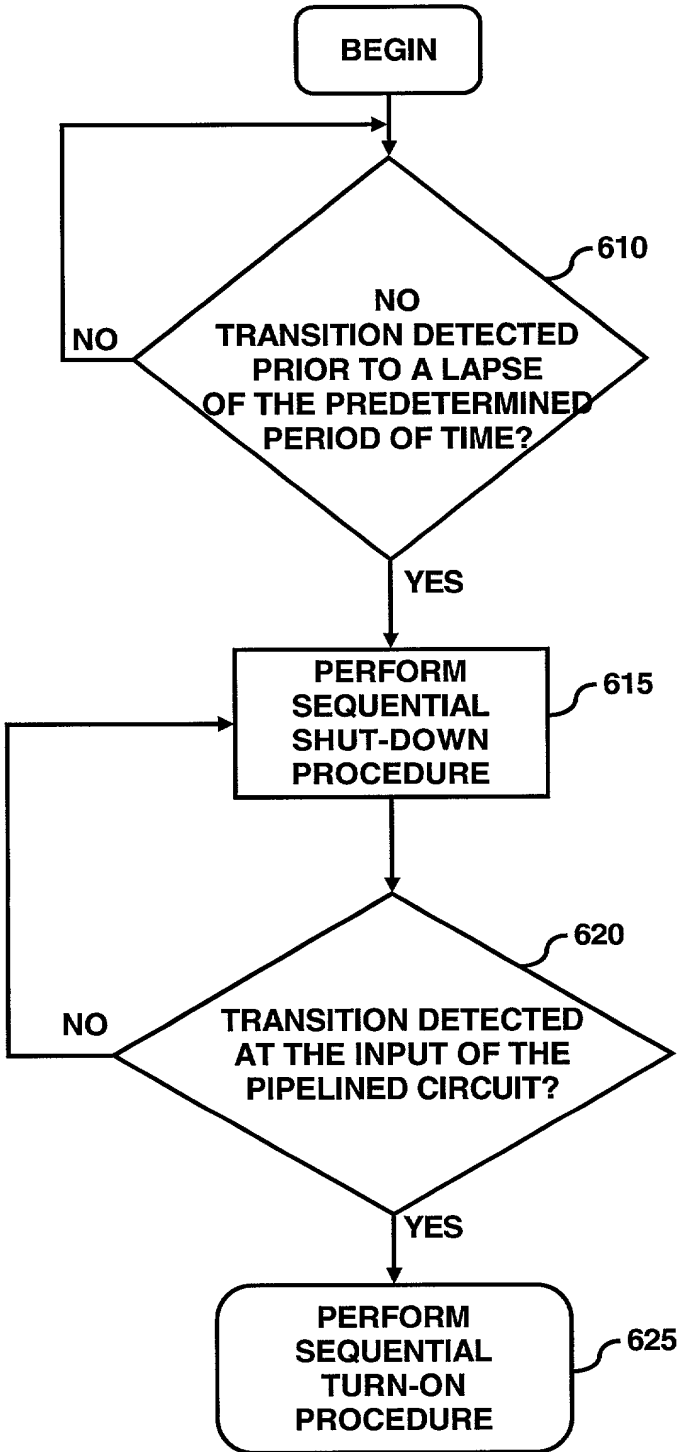 BEGIN
610
NO
TRANSITION DETECTED
PRIOR TO A LAPSE
OF THE PREDETERMINED
PERIOD OF TIME?
NO
YES
PERFORM
SEQUENTIAL
SHUT-DOWN
PROCEDURE
615
620
TRANSITION DETECTED
AT THE INPUT OF THE
PIPELINED CIRCUIT?
NO
YES
PERFORM
SEQUENTIAL
TURN-ON
PROCEDURE
625